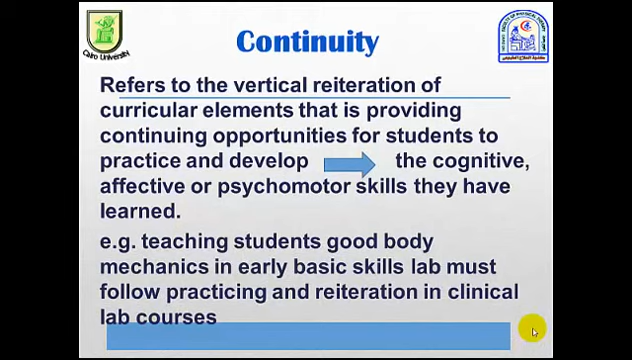 Continuity
Cairo University
Refers to the vertical reiteration of
curricular elements that is providing
continuing opportunities for students to
practice and develop the cognitive,
affective or psychomotor skills they have
learned.
e.g. teaching students good body
mechanics in early basic skills lab must
follow practicing and reiteration in clinical
lab courses